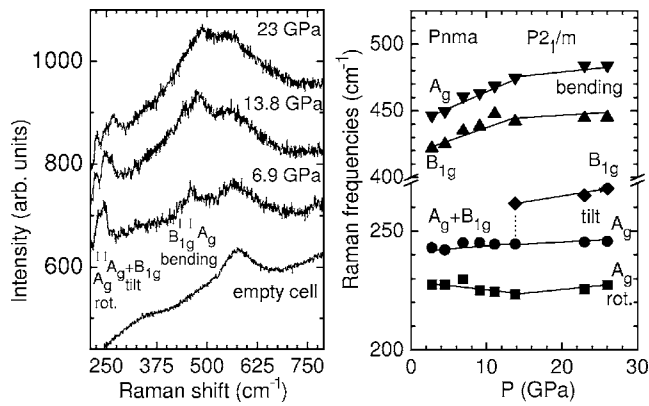 23 GPa
1000
13.8 GPa
800
6.9 GPa
B1g Ag
bending
600
Ag+B1g
tilt
Ag
rot.
empty cell
Intensity (arb. units)
250 375 500 625 750
Raman shift (cm⁻¹)
Pnma P2₁/m
500
Ag
bending
450
B1g
400
B1g
tilt
Ag+B1g
Ag
250
Ag
rot.
200
Raman frequencies (cm⁻¹)
0 10 20 30
P (GPa)